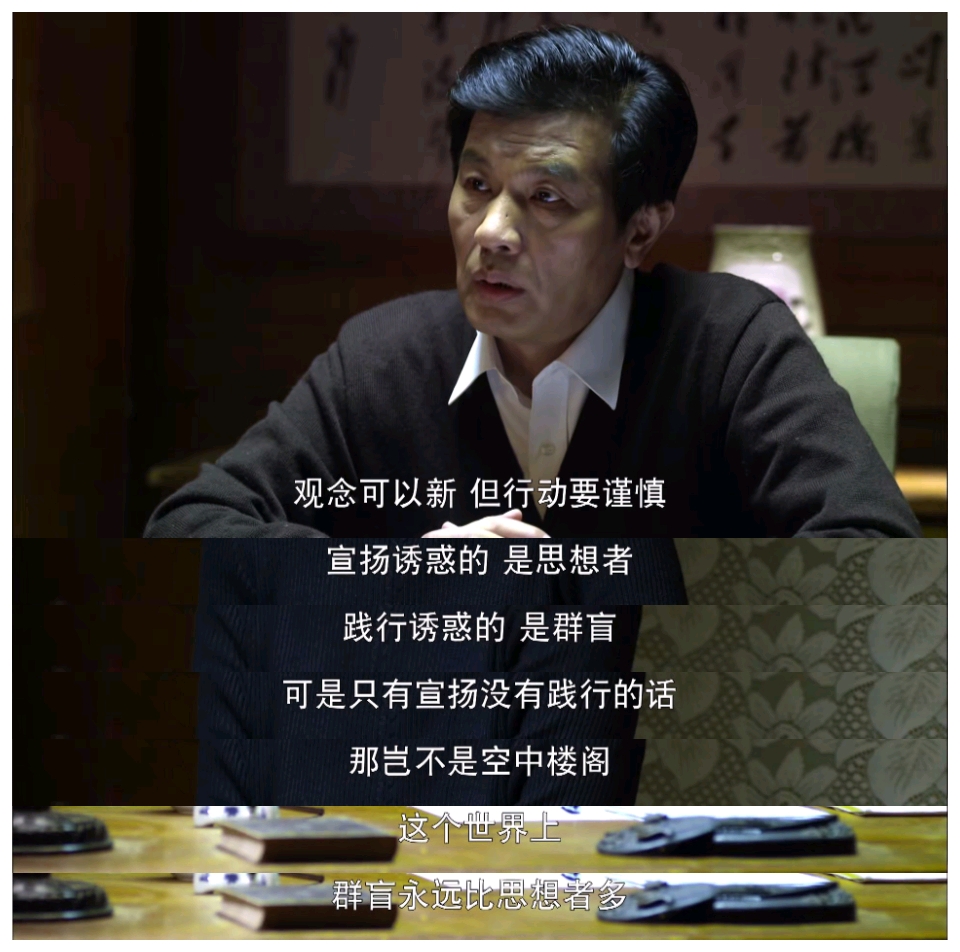 观念可以新 但行动要谨慎
宣扬诱惑的 是思想者
践行诱惑的 是群盲
可是只有宣扬没有践行的话
那岂不是空中楼阁
这个世界上
群盲永远比思想者多